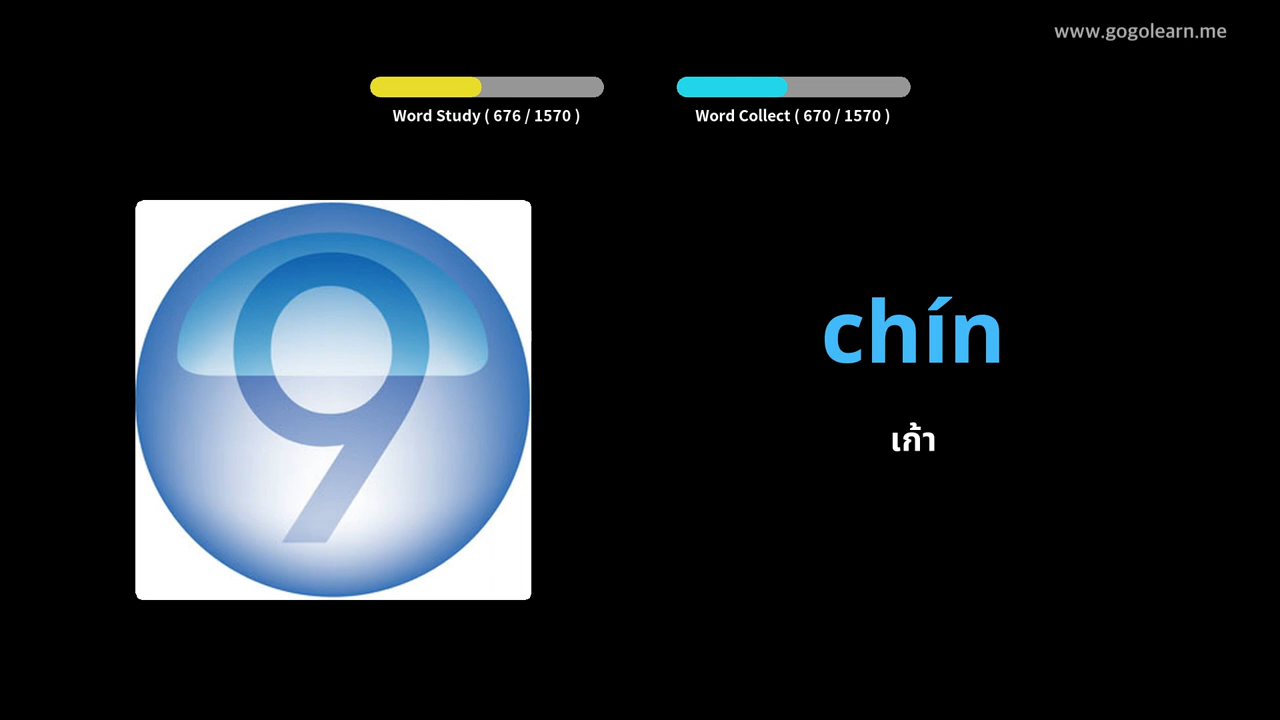 www.gogolearn.me
Word Study ( 676 / 1570 )
Word Collect ( 670 / 1570 )
9
chín
เก้า